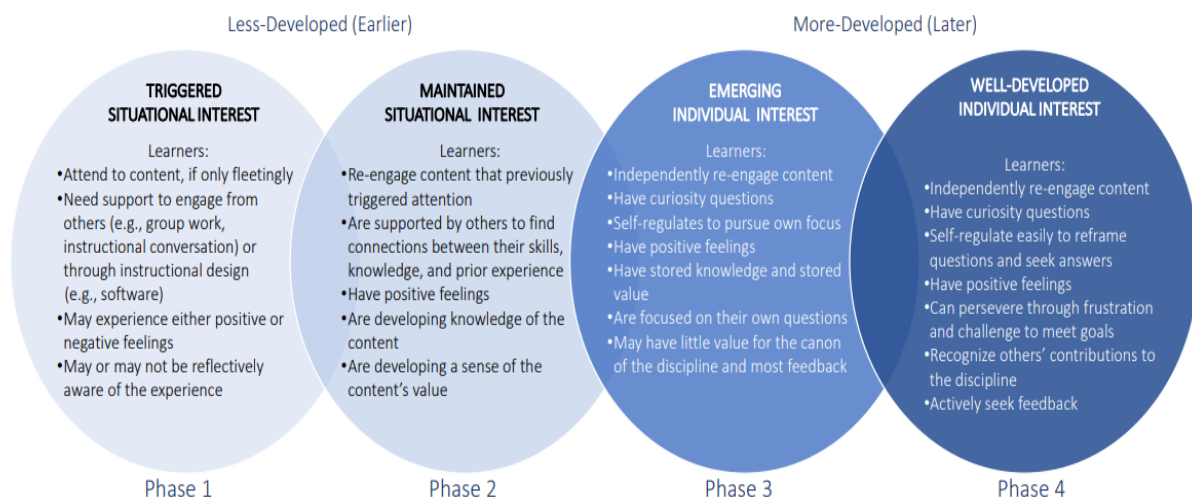 Less-Developed (Earlier)
More-Developed (Later)
TRIGGERED
SITUATIONAL INTEREST
Learners:
•Attend to content, if only fleetingly
•Need support to engage from
others (e.g., group work,
instructional conversation) or
through instructional design
(e.g., software)
•May experience either positive or
negative feelings
•May or may not be reflectively
aware of the experience
MAINTAINED
SITUATIONAL INTEREST
Learners:
•Re-engage content that previously
triggered attention
•Are supported by others to find
connections between their skills,
knowledge, and prior experience
•Have positive feelings
•Are developing knowledge of the
content
•Are developing a sense of the
content's value
EMERGING
INDIVIDUAL INTEREST
Learners:
•Independently re-engage content
•Have curiosity questions
•Self-regulates to pursue own focus
•Have positive feelings
•Have stored knowledge and stored
value
•Are focused on their own questions
•May have little value for the canon
of the discipline and most feedback
WELL-DEVELOPED
INDIVIDUAL INTEREST
Learners:
•Independently re-engage content
•Have curiosity questions
•Self-regulate easily to reframe
questions and seek answers
•Have positive feelings
•Can persevere through frustration
and challenge to meet goals
•Recognize others' contributions to
the discipline
•Actively seek feedback
Phase 1
Phase 2
Phase 3
Phase 4